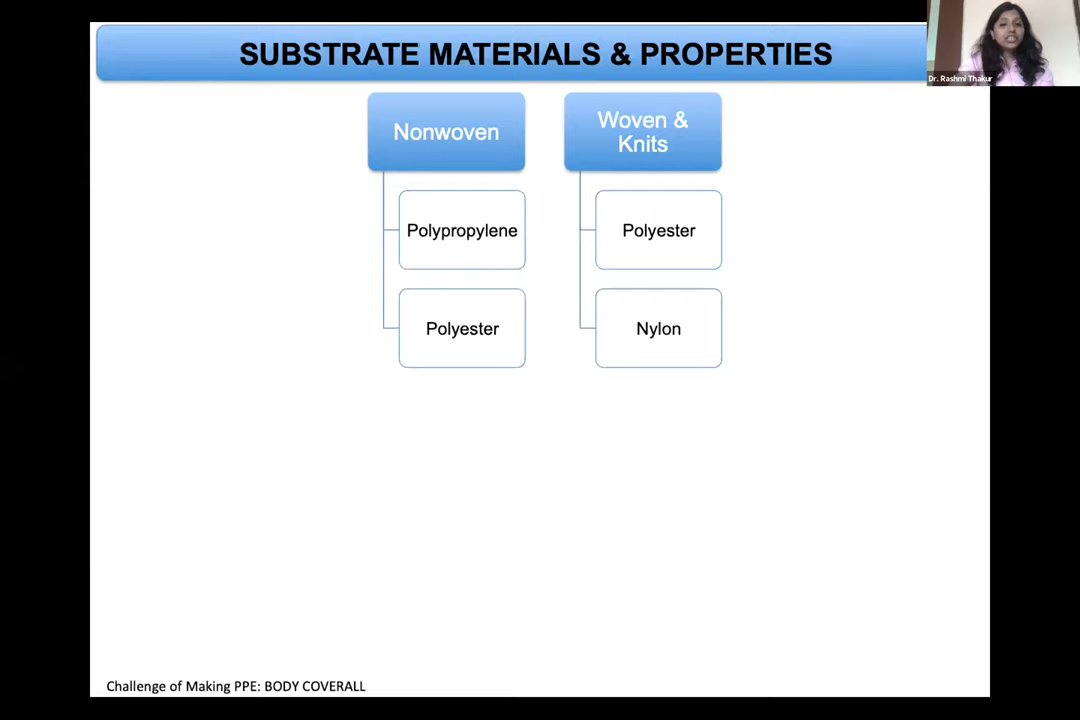 SUBSTRATE MATERIALS & PROPERTIES
Dr. Rashmi Thakur
Nonwoven
Polypropylene
Polyester
Woven &
Knits
Polyester
Nylon
Challenge of Making PPE: BODY COVERALL